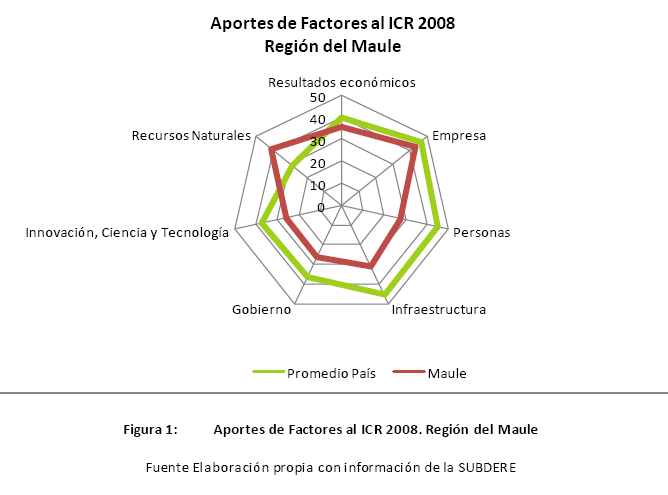 Aportes de Factores al ICR 2008
Región del Maule
Resultados económicos
50
40
30
20
10
0
Empresa
Personas
Infraestructura
Gobierno
Innovación, Ciencia y Tecnología
Recursos Naturales
Promedio País
Maule
Figura 1: Aportes de Factores al ICR 2008. Región del Maule
Fuente Elaboración propia con información de la SUBDERE